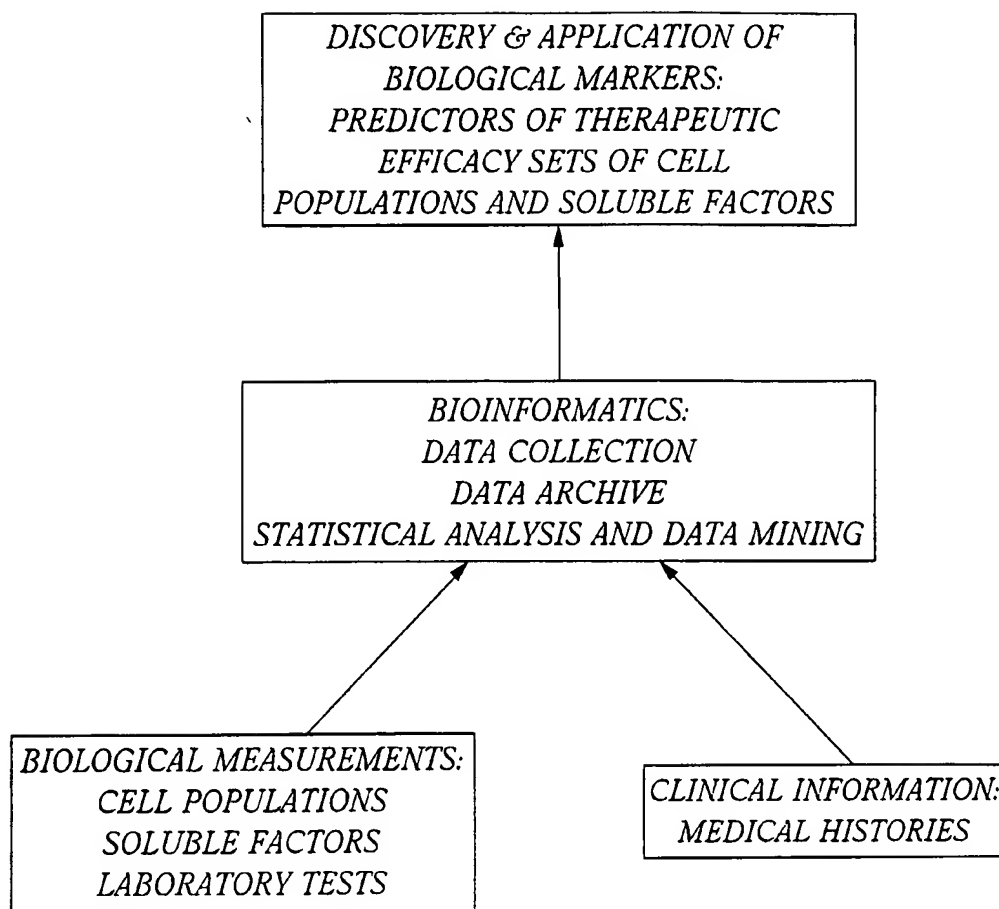 DISCOVERY & APPLICATION OF
BIOLOGICAL MARKERS:
PREDICTORS OF THERAPEUTIC
EFFICACY SETS OF CELL
POPULATIONS AND SOLUBLE FACTORS
BIOINFORMATICS:
DATA COLLECTION
DATA ARCHIVE
STATISTICAL ANALYSIS AND DATA MINING
BIOLOGICAL MEASUREMENTS:
CELL POPULATIONS
SOLUBLE FACTORS
LABORATORY TESTS
CLINICAL INFORMATION:
MEDICAL HISTORIES